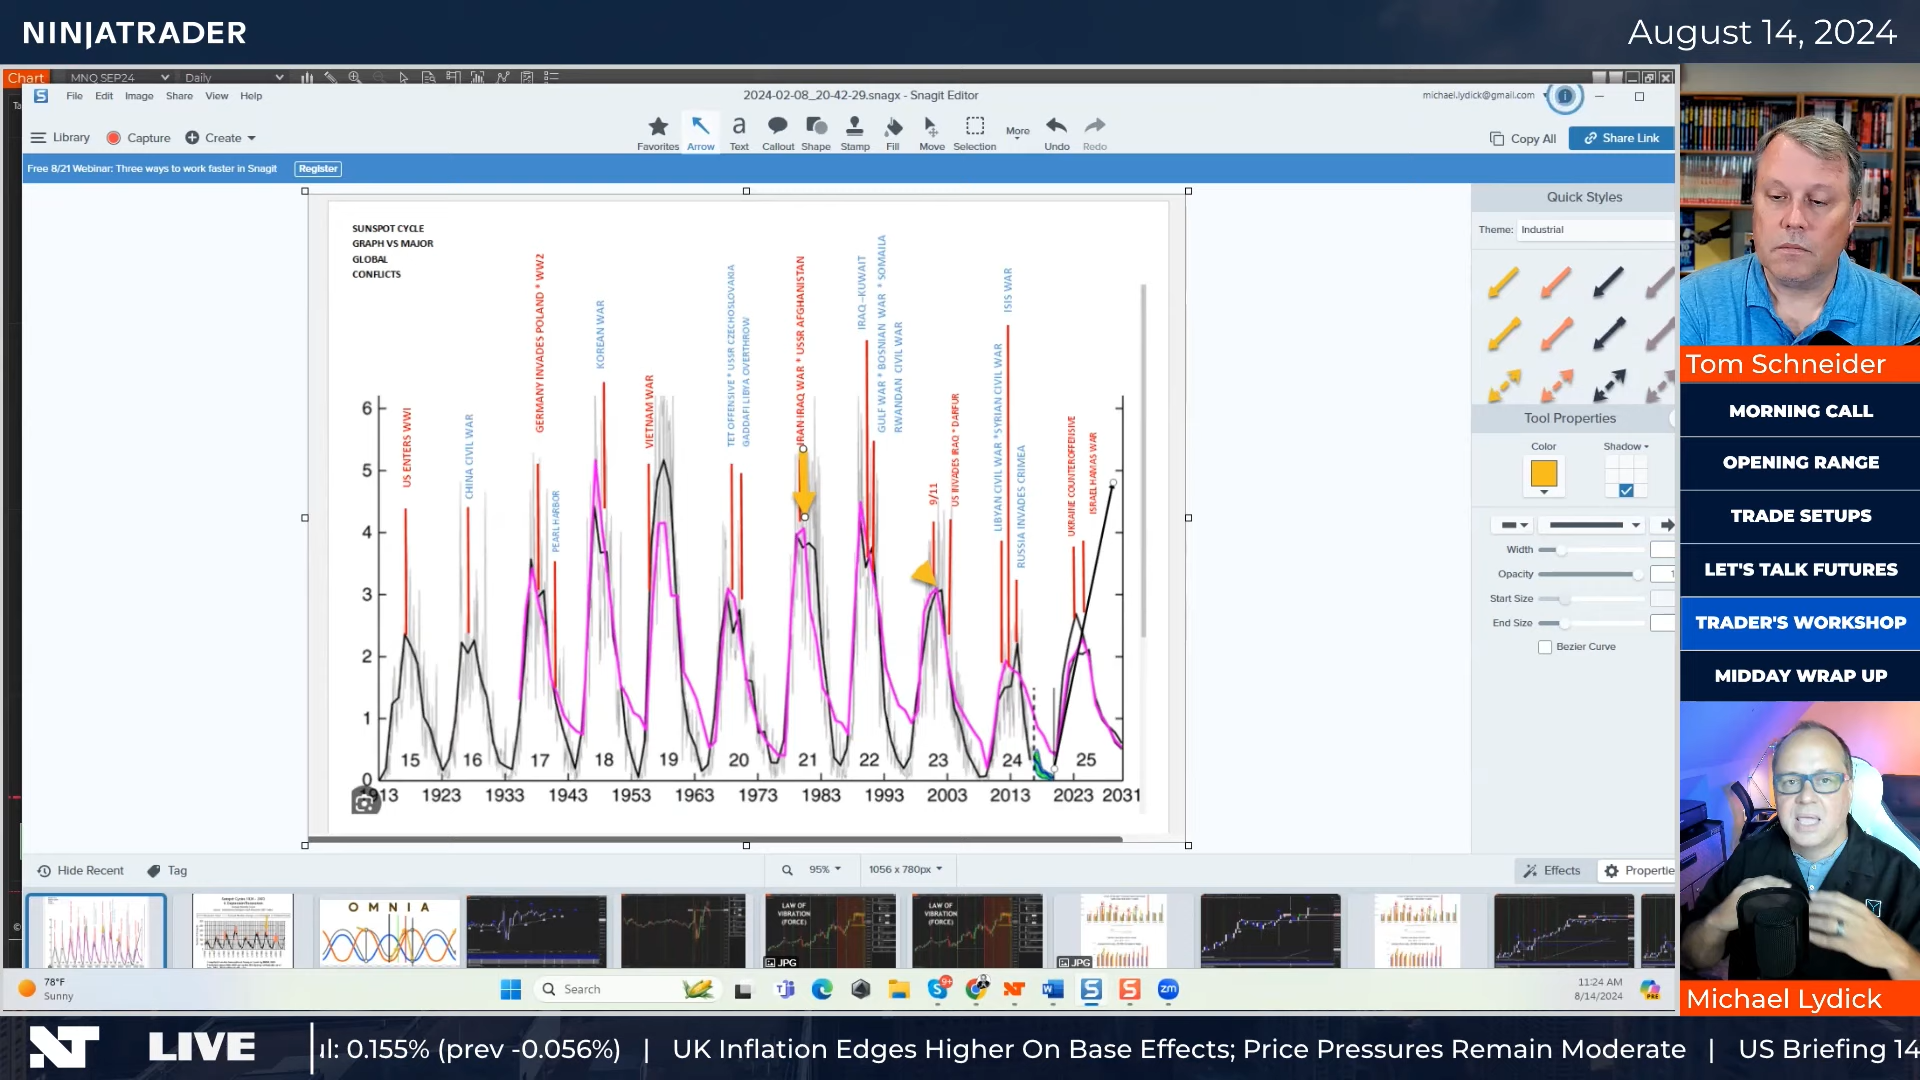 NINJATRADER
August 14, 2024
Chart
MNQ SEP24
Daily
File Edit Image Share View Help
2024-02-08_20-42-29.snagx - Snagit Editor
michael.lydick@gmail.com
Library
Capture
Create
Favorites
Arrow
Text
Callout
Shape
Stamp
Fill
Move
Selection
More
Undo
Redo
Copy All
Share Link
Free 8/21 Webinar: Three ways to work faster in Snagit
Register
SUNSPOT CYCLE
GRAPH VS MAJOR
GLOBAL
CONFLICTS
US ENTERS WWI
CHINA CIVIL WAR
GERMANY INVADES POLAND * WW2
PEARL HARBOR
KOREAN WAR
VIETNAM WAR
TET OFFENSIVE * USSR CZECHOSLOVAKIA
GADDAFI LIBYA OVERTHROW
IRAN IRAQ WAR * USSR AFGHANISTAN
IRAQ-KUWAIT
GULF WAR * BOSNIAN WAR * SOMAILA
RWANDAN CIVIL WAR
9/11
US INVADES IRAQ * DARFUR
LIBYAN CIVIL WAR *SYRIAN CIVIL WAR
ISIS WAR
RUSSIA INVADES CRIMEA
UKRAINE COUNTEROFFENSIVE
ISRAEL HAMAS WAR
6
5
4
3
2
1
0
15 16 17 18 19 20 21 22 23 24 25
1913 1923 1933 1943 1953 1963 1973 1983 1993 2003 2013 2023 2031
Quick Styles
Theme: Industrial
Tool Properties
Color
Shadow
Width
Opacity
Start Size
End Size
Bezier Curve
Hide Recent
Tag
95%
1056 x 780px
Effects
Propertie
OMNIA
LAW OF
VIBRATION
(FORCE)
JPG
LAW OF
VIBRATION
(FORCE)
JPG
78°F
Sunny
Search
11:24 AM
8/14/2024
Tom Schneider
MORNING CALL
OPENING RANGE
TRADE SETUPS
LET'S TALK FUTURES
TRADER'S WORKSHOP
MIDDAY WRAP UP
Michael Lydick
NT LIVE
0.155% (prev -0.056%) | UK Inflation Edges Higher On Base Effects; Price Pressures Remain Moderate | US Briefing 14